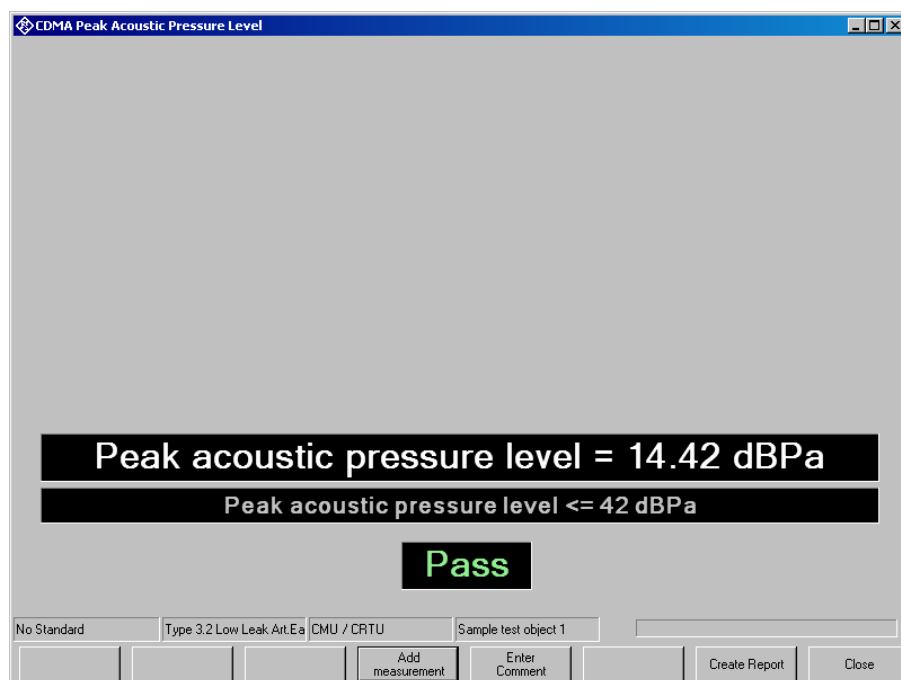 CDMA Peak Acoustic Pressure Level
Peak acoustic pressure level = 14.42 dBPa
Peak acoustic pressure level <= 42 dBPa
Pass
No Standard Type 3.2 Low Leak Art.Ea CMU / CRTU Sample test object 1
Add measurement Enter Comment Create Report Close